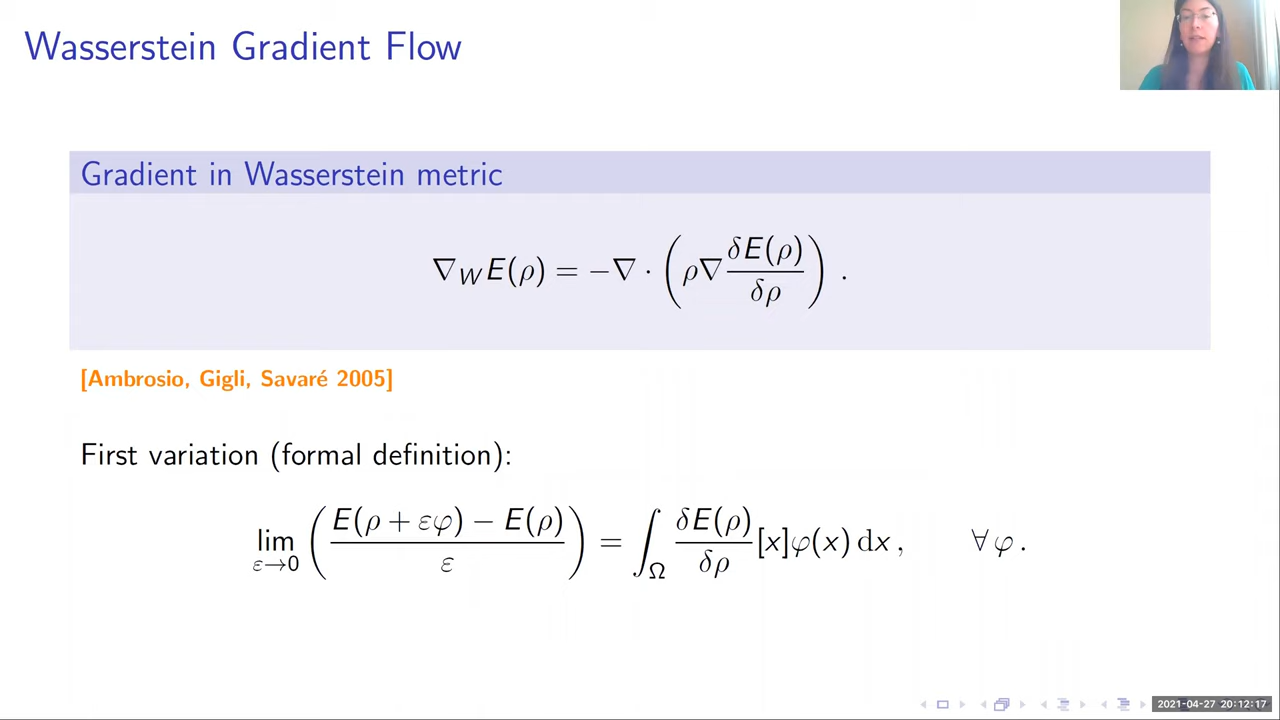 Wasserstein Gradient Flow
Gradient in Wasserstein metric
∇_W E(ρ) = −∇ · (ρ∇ δE(ρ)/δρ) .
[Ambrosio, Gigli, Savaré 2005]
First variation (formal definition):
lim_{ε→0} ( (E(ρ + εφ) − E(ρ))/ε ) = ∫_Ω δE(ρ)/δρ [x]φ(x) dx , ∀ φ .
2021-04-27 20:12:17